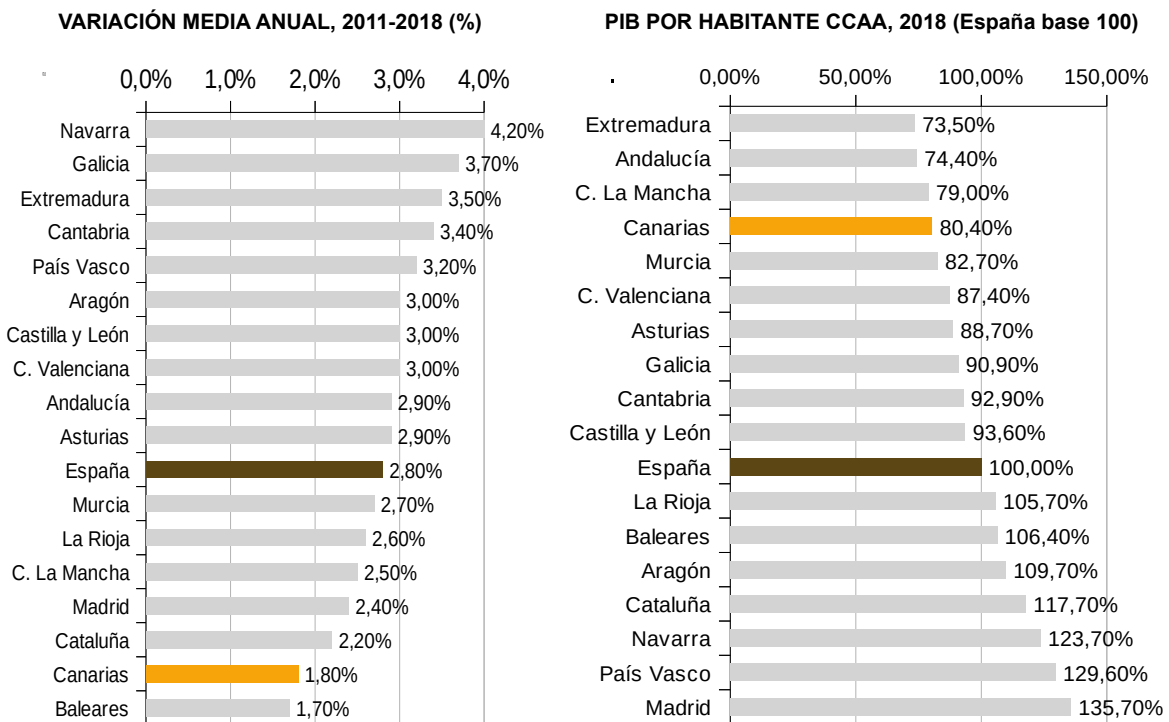 VARIACIÓN MEDIA ANUAL, 2011-2018 (%)
0,0% 1,0% 2,0% 3,0% 4,0%
Navarra 4,20%
Galicia 3,70%
Extremadura 3,50%
Cantabria 3,40%
País Vasco 3,20%
Aragón 3,00%
Castilla y León 3,00%
C. Valenciana 3,00%
Andalucía 2,90%
Asturias 2,90%
España 2,80%
Murcia 2,70%
La Rioja 2,60%
C. La Mancha 2,50%
Madrid 2,40%
Cataluña 2,20%
Canarias 1,80%
Baleares 1,70%
PIB POR HABITANTE CCAA, 2018 (España base 100)
0,00% 50,00% 100,00% 150,00%
Extremadura 73,50%
Andalucía 74,40%
C. La Mancha 79,00%
Canarias 80,40%
Murcia 82,70%
C. Valenciana 87,40%
Asturias 88,70%
Galicia 90,90%
Cantabria 92,90%
Castilla y León 93,60%
España 100,00%
La Rioja 105,70%
Baleares 106,40%
Aragón 109,70%
Cataluña 117,70%
Navarra 123,70%
País Vasco 129,60%
Madrid 135,70%